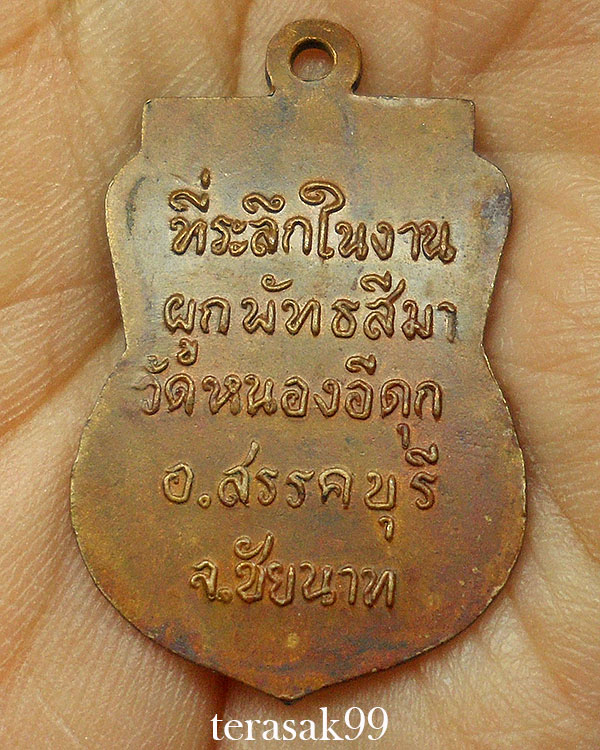 ที่ระลึกในงาน
ผูกพัทธสีมา
วัดหนองอีดุก
อ.สรรคบุรี
จ.ชัยนาท
terasak99